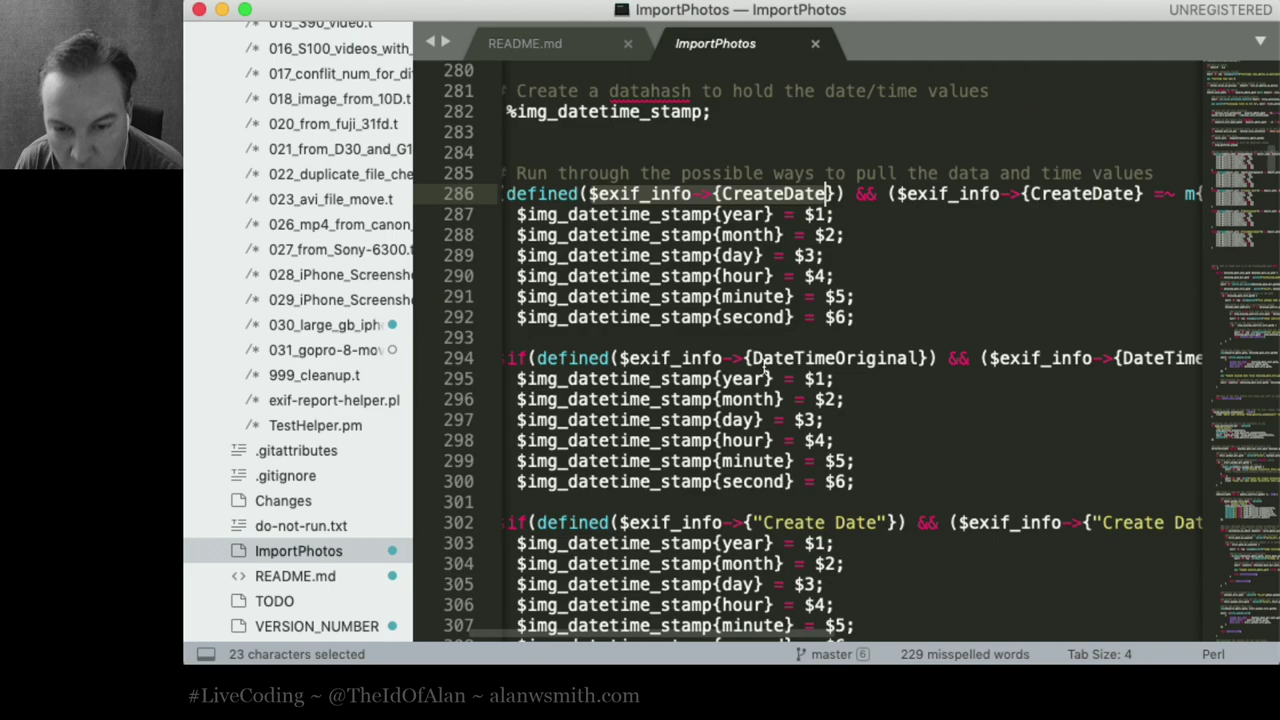 ImportPhotos — ImportPhotos
UNREGISTERED
README.md
ImportPhotos
/* 015_S90_video.t
/* 016_S100_videos_with_
/* 017_conflit_num_for_di
/* 018_image_from_10D.t
/* 020_from_fuji_31fd.t
/* 021_from_D30_and_G1
/* 022_duplicate_file_che
/* 023_avi_file_move.t
/* 026_mp4_from_canon_
/* 027_from_Sony-6300.t
/* 028_iPhone_Screensh
/* 029_iPhone_Screensho
/* 030_large_gb_iph
/* 031_gopro-8-mov
/* 999_cleanup.t
/* exif-report-helper.pl
/* TestHelper.pm
.gitattributes
.gitignore
Changes
do-not-run.txt
ImportPhotos
<> README.md
TODO
VERSION_NUMBER
280
281 Create a datahash to hold the date/time values
282 %img_datetime_stamp;
283
284
285 Run through the possible ways to pull the data and time values
286 defined($exif_info->{CreateDate}) && ($exif_info->{CreateDate} =~ m{
287 $img_datetime_stamp{year} = $1;
288 $img_datetime_stamp{month} = $2;
289 $img_datetime_stamp{day} = $3;
290 $img_datetime_stamp{hour} = $4;
291 $img_datetime_stamp{minute} = $5;
292 $img_datetime_stamp{second} = $6;
293
294 if(defined($exif_info->{DateTimeOriginal}) && ($exif_info->{DateTime
295 $img_datetime_stamp{year} = $1;
296 $img_datetime_stamp{month} = $2;
297 $img_datetime_stamp{day} = $3;
298 $img_datetime_stamp{hour} = $4;
299 $img_datetime_stamp{minute} = $5;
300 $img_datetime_stamp{second} = $6;
301
302 if(defined($exif_info->{"Create Date"}) && ($exif_info->{"Create Dat
303 $img_datetime_stamp{year} = $1;
304 $img_datetime_stamp{month} = $2;
305 $img_datetime_stamp{day} = $3;
306 $img_datetime_stamp{hour} = $4;
307 $img_datetime_stamp{minute} = $5;
23 characters selected
master 6
229 misspelled words
Tab Size: 4
Perl
#LiveCoding ~ @TheIdOfAlan ~ alanwsmith.com